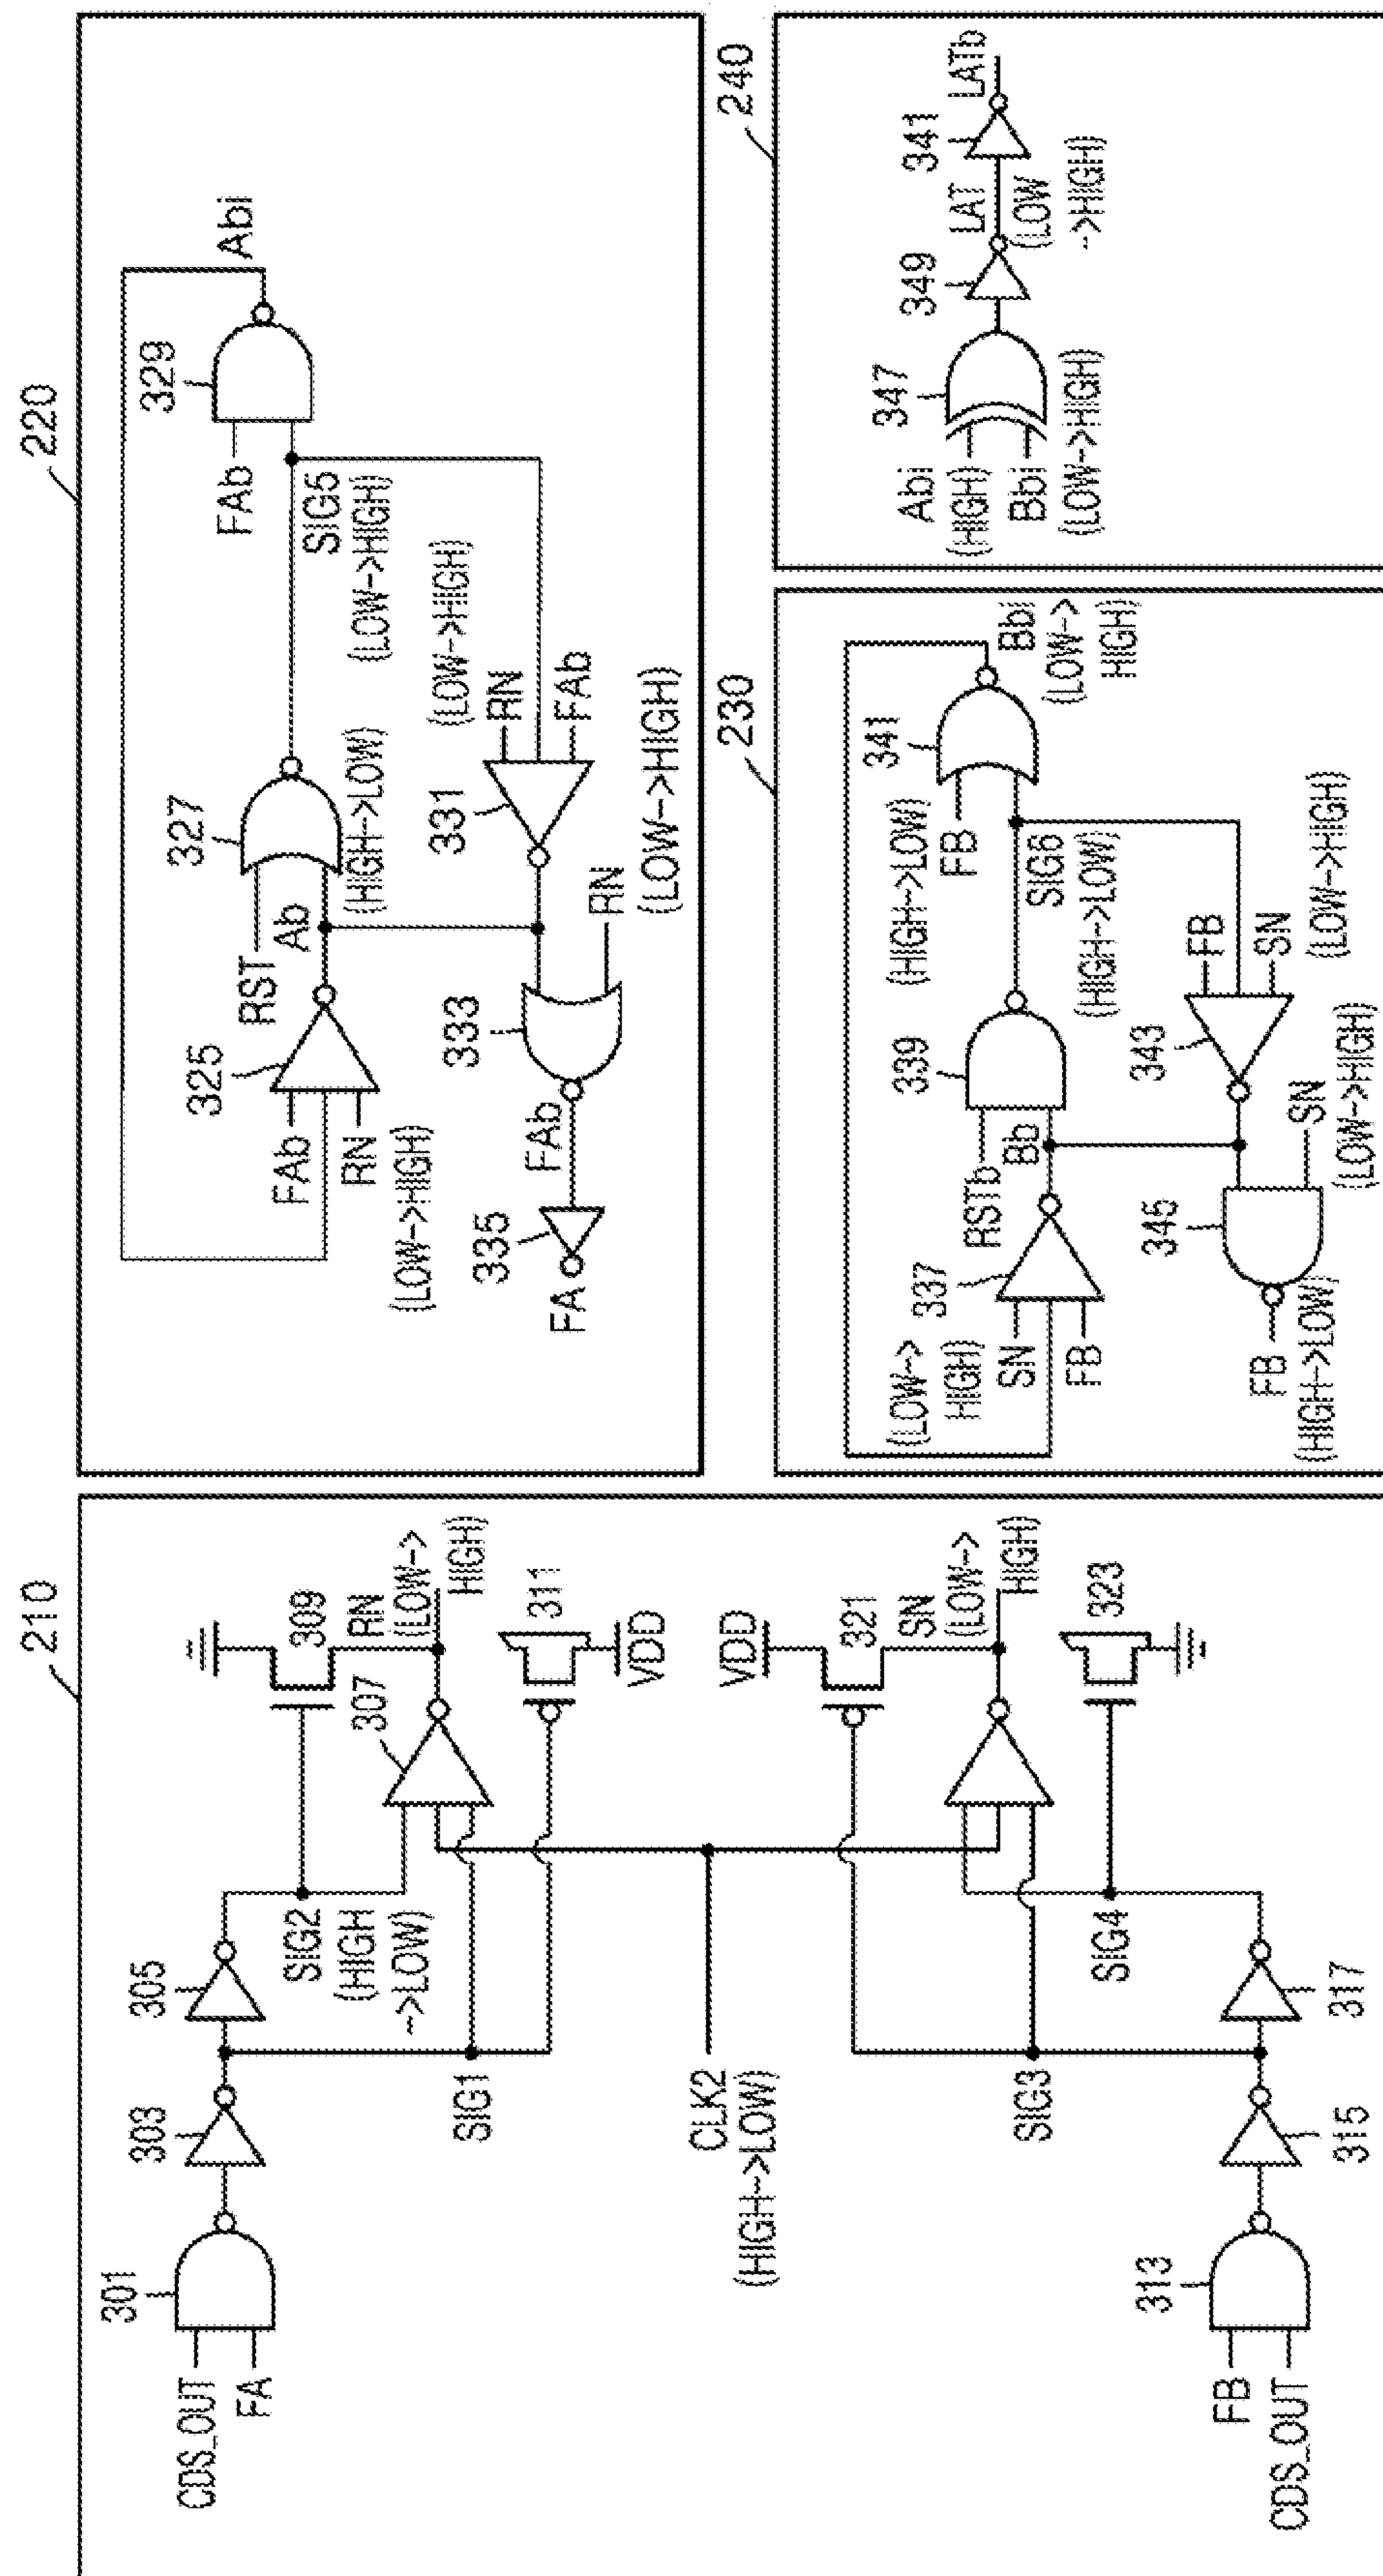 210
301
CDS_OUT
FA
303
305
SIG2
(HIGH
->LOW)
SIG1
307
309
RN
(LOW->
HIGH)
311
VDD
CLK2
(HIGH->LOW)
VDD
321
SN
(LOW->
HIGH)
323
SIG3
SIG4
313
FB
CDS_OUT
315
317
220
325
FAb
RN
(LOW->HIGH)
RST
Ab
327
(HIGH->LOW)
329
FAb
Abi
SIG5
(LOW->HIGH)
(LOW->HIGH)
RN
FAb
331
333
RN
(LOW->HIGH)
FAb
335
FA
230
(LOW->
HIGH)
SN
FB
337
RSTb
Bb
339
(HIGH->LOW)
FB
341
Bbi
(LOW->
HIGH)
SIG6
(HIGH->LOW)
343
FB
SN
(LOW->HIGH)
345
SN
(LOW->HIGH)
FB
(HIGH->LOW)
240
Abi
(HIGH)
Bbi
(LOW->HIGH)
347
349
LAT
(LOW
->HIGH)
341
LATb